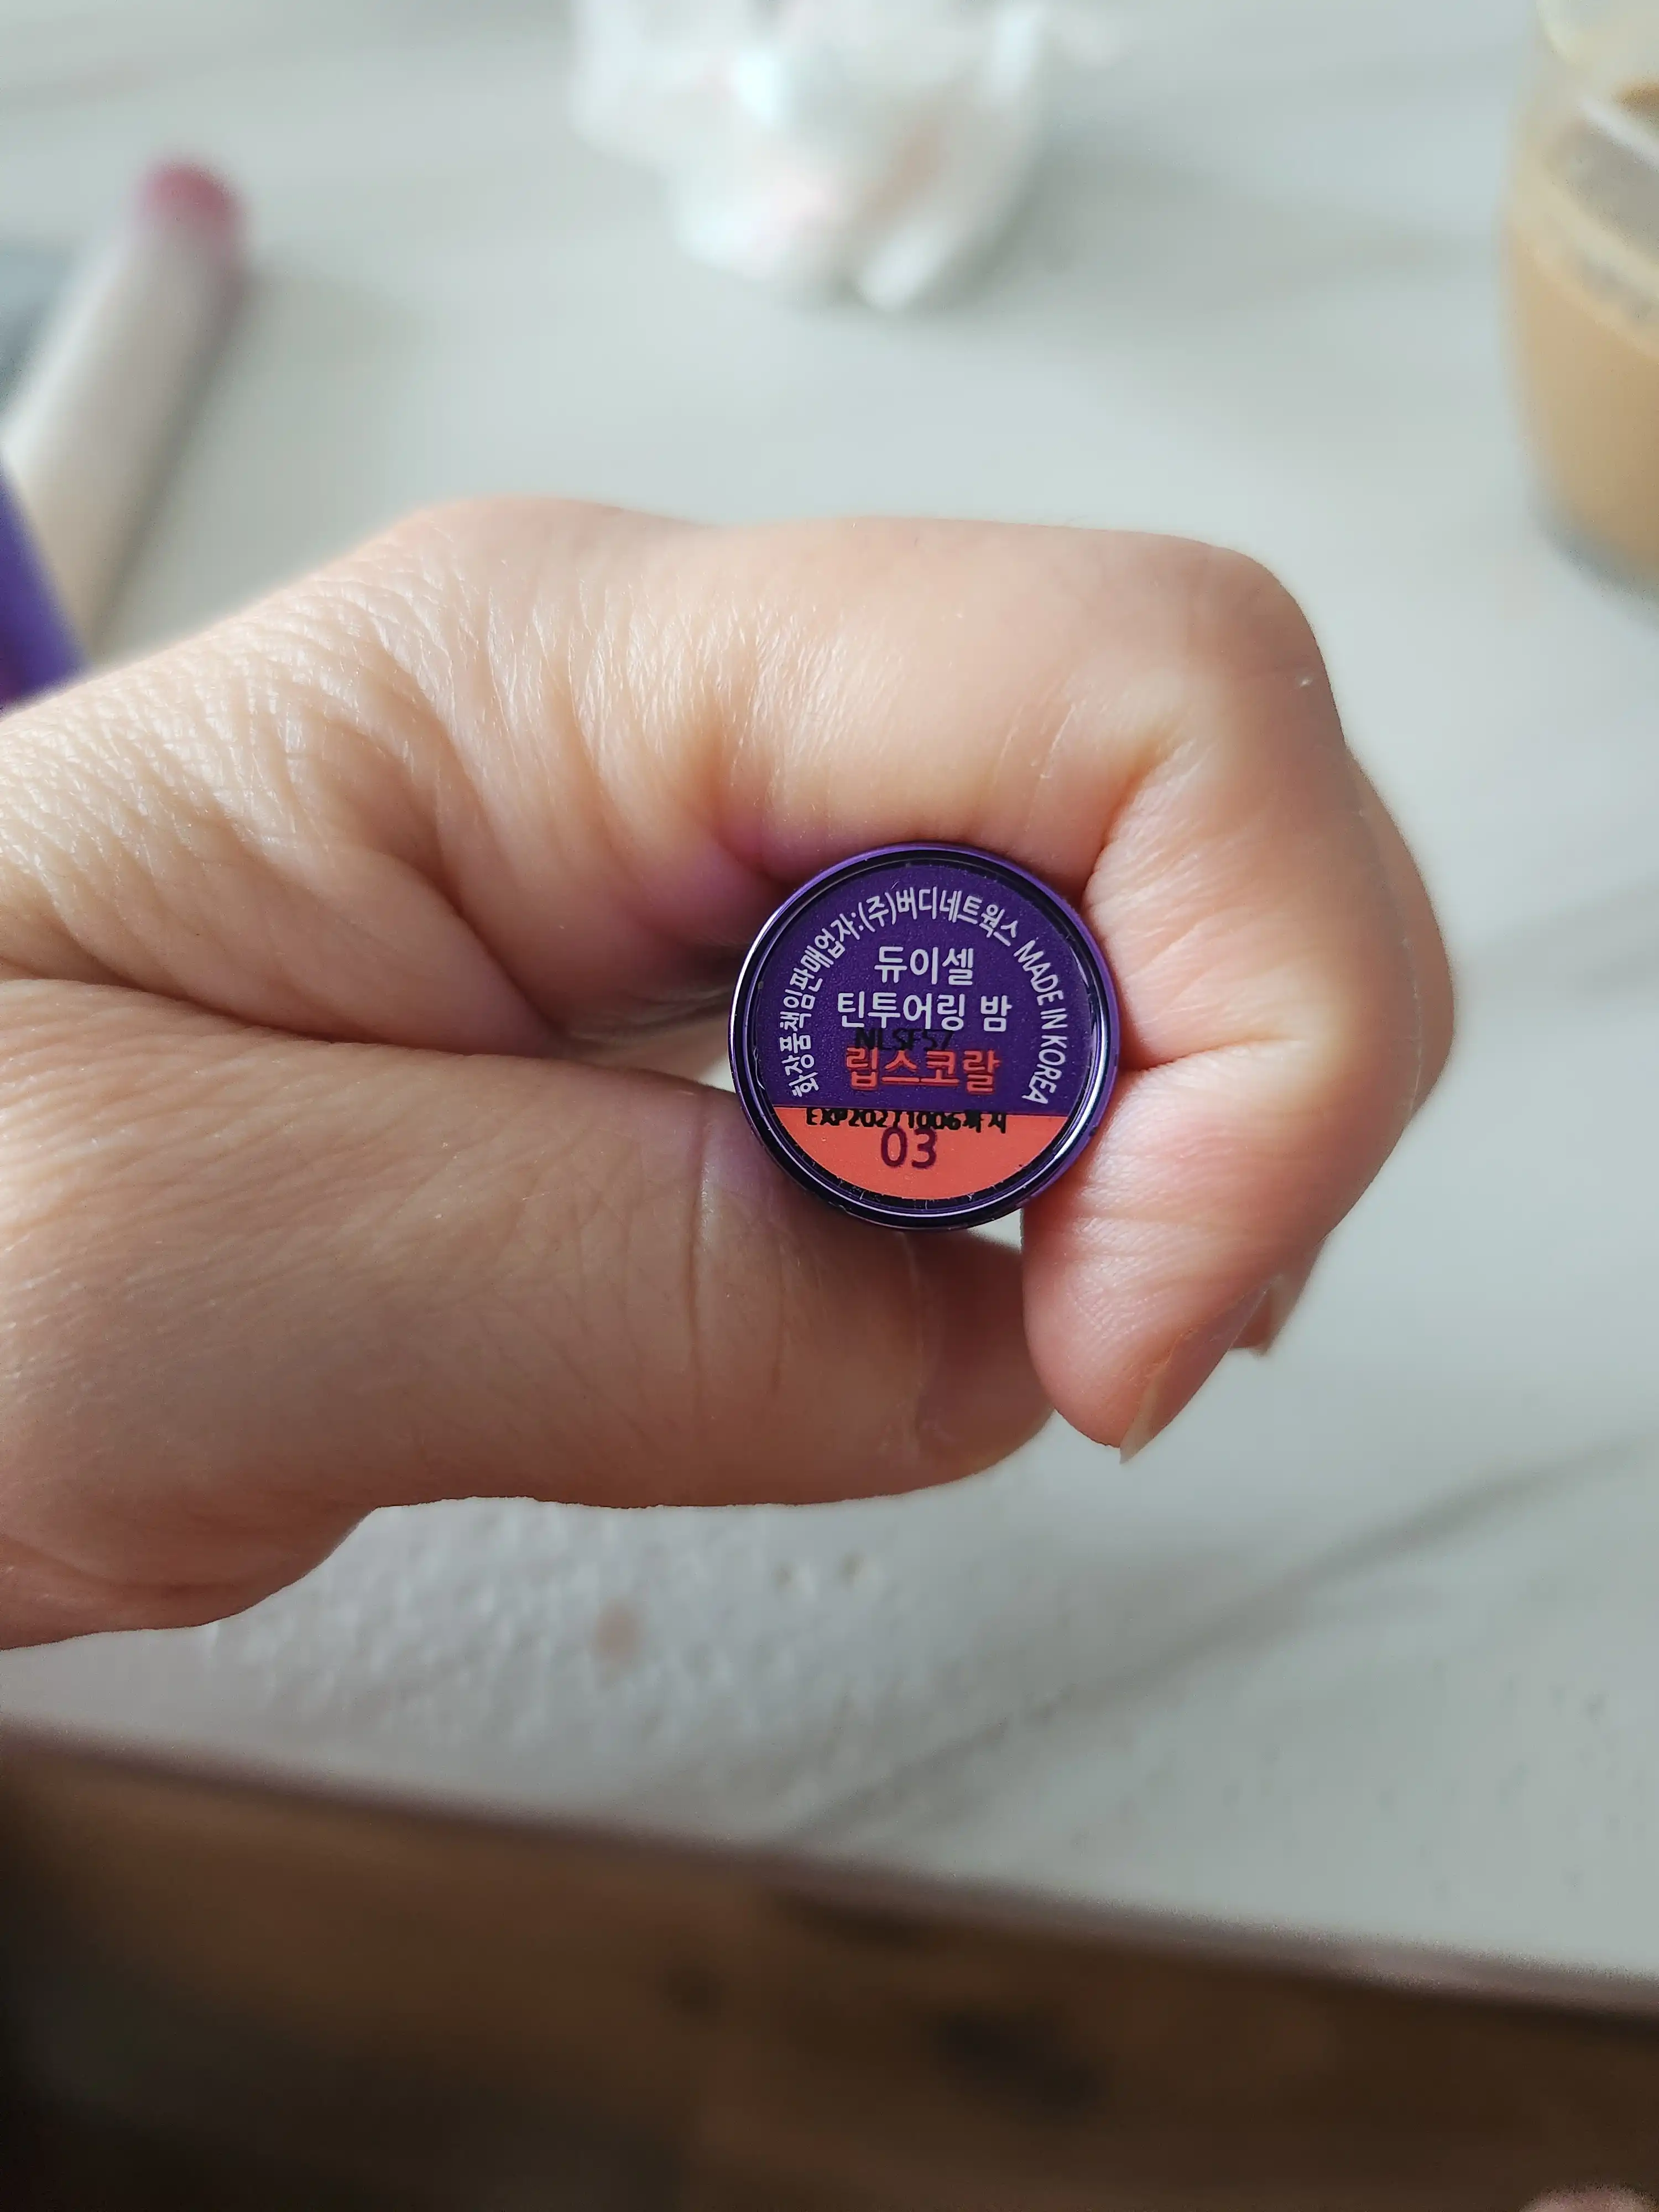 화장품책임판매업자:(주)버디네트웍스 MADE IN KOREA
듀이셀
틴투어링 밤
NLSF57
립스코랄
EXP20271006까지
03